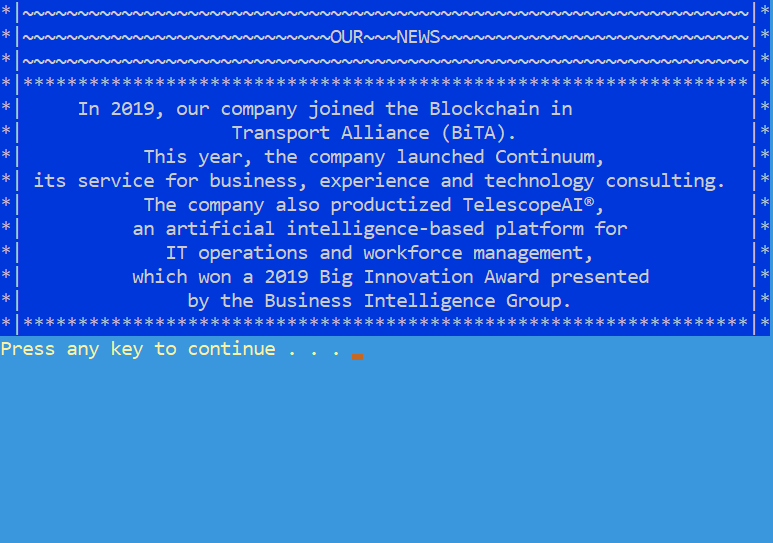 *|~~~~~~~~~~~~~~~~~~~~~~~~~~~~~~~~~~~~~~~~~~~~~~~~~~~~~~~~~~~~~~~~~~|*
*|~~~~~~~~~~~~~~~~~~~~~~~~~~~~OUR~~~NEWS~~~~~~~~~~~~~~~~~~~~~~~~~~~~|*
*|~~~~~~~~~~~~~~~~~~~~~~~~~~~~~~~~~~~~~~~~~~~~~~~~~~~~~~~~~~~~~~~~~~|*
*|******************************************************************|*
*|     In 2019, our company joined the Blockchain in                |*
*|                   Transport Alliance (BiTA).                     |*
*|           This year, the company launched Continuum,             |*
*| its service for business, experience and technology consulting.  |*
*|           The company also productized TelescopeAI®,             |*
*|          an artificial intelligence-based platform for           |*
*|             IT operations and workforce management,              |*
*|          which won a 2019 Big Innovation Award presented         |*
*|               by the Business Intelligence Group.                |*
*|******************************************************************|*
Press any key to continue . . .